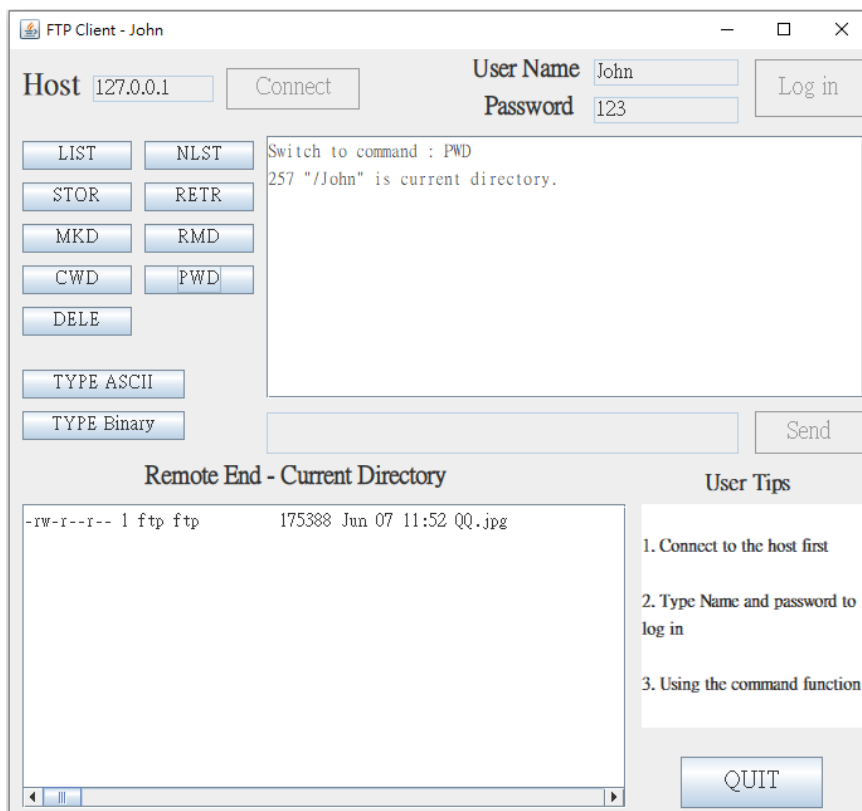 FTP Client - John
Host 127.0.0.1 Connect
User Name John
Password 123
Log in
LIST NLST
STOR RETR
MKD RMD
CWD PWD
DELE
TYPE ASCII
TYPE Binary
Switch to command : PWD
257 "/John" is current directory.
Send
Remote End - Current Directory
-rw-r--r-- 1 ftp ftp 175388 Jun 07 11:52 QQ.jpg
User Tips
1. Connect to the host first
2. Type Name and password to
log in
3. Using the command function
QUIT